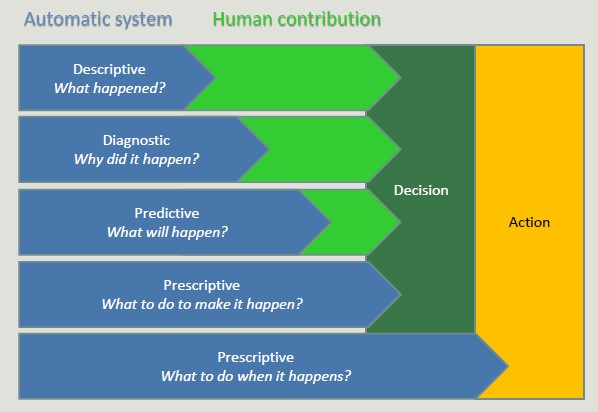 Automatic system
Human contribution
Descriptive
What happened?
Diagnostic
Why did it happen?
Predictive
What will happen?
Prescriptive
What to do to make it happen?
Prescriptive
What to do when it happens?
Decision
Action